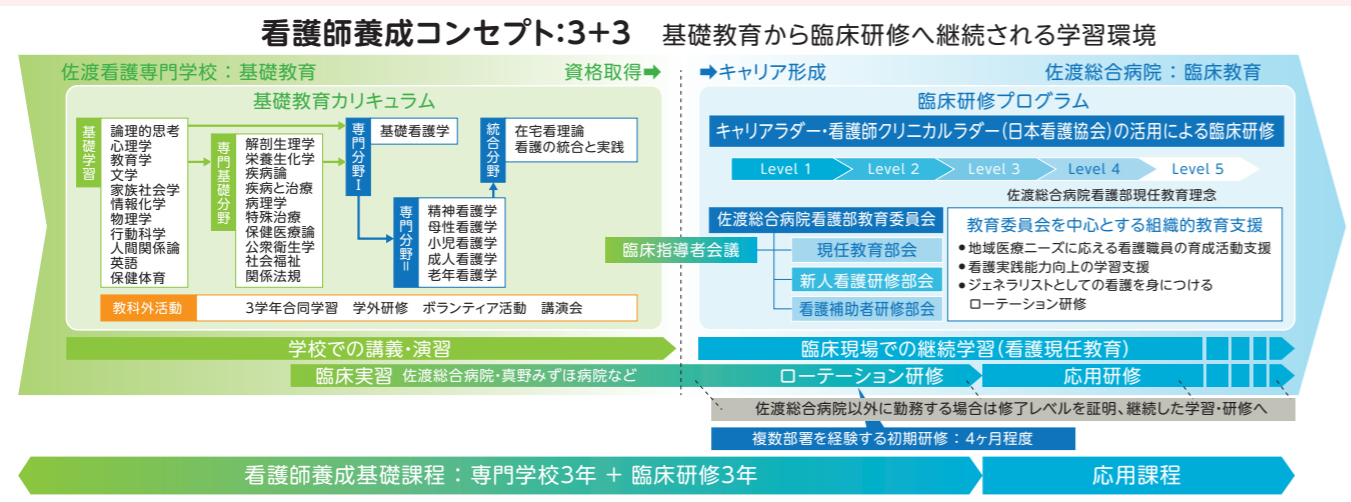 看護師養成コンセプト:3+3 基礎教育から臨床研修へ継続される学習環境
佐渡看護専門学校：基礎教育
資格取得➡
基礎教育カリキュラム
基礎学習
論理的思考
心理学
教育学
文学
家族社会学
情報化学
物理学
行動科学
人間関係論
英語
保健体育
専門基礎分野
解剖生理学
栄養生化学
疾病論
疾病と治療
病理学
特殊治療
保健医療論
公衆衛生学
社会福祉
関係法規
専門分野Ⅰ
基礎看護学
専門分野Ⅱ
精神看護学
母性看護学
小児看護学
成人看護学
老年看護学
統合分野
在宅看理論
看護の統合と実践
教科外活動
3学年合同学習 学外研修 ボランティア活動 講演会
➡キャリア形成
佐渡総合病院：臨床教育
臨床研修プログラム
キャリアラダー・看護師クリニカルラダー(日本看護協会)の活用による臨床研修
Level 1 Level 2 Level 3 Level 4 Level 5
佐渡総合病院看護部現任教育理念
佐渡総合病院看護部教育委員会
臨床指導者会議
現任教育部会
新人看護研修部会
看護補助者研修部会
教育委員会を中心とする組織的教育支援
●地域医療ニーズに応える看護職員の育成活動支援
●看護実践能力向上の学習支援
●ジェネラリストとしての看護を身につける
ローテーション研修
学校での講義・演習
臨床現場での継続学習(看護現任教育)
臨床実習 佐渡総合病院・真野みずほ病院など
ローテーション研修
応用研修
佐渡総合病院以外に勤務する場合は修了レベルを証明、継続した学習・研修へ
複数部署を経験する初期研修：4ヶ月程度
看護師養成基礎課程：専門学校3年 + 臨床研修3年
応用課程